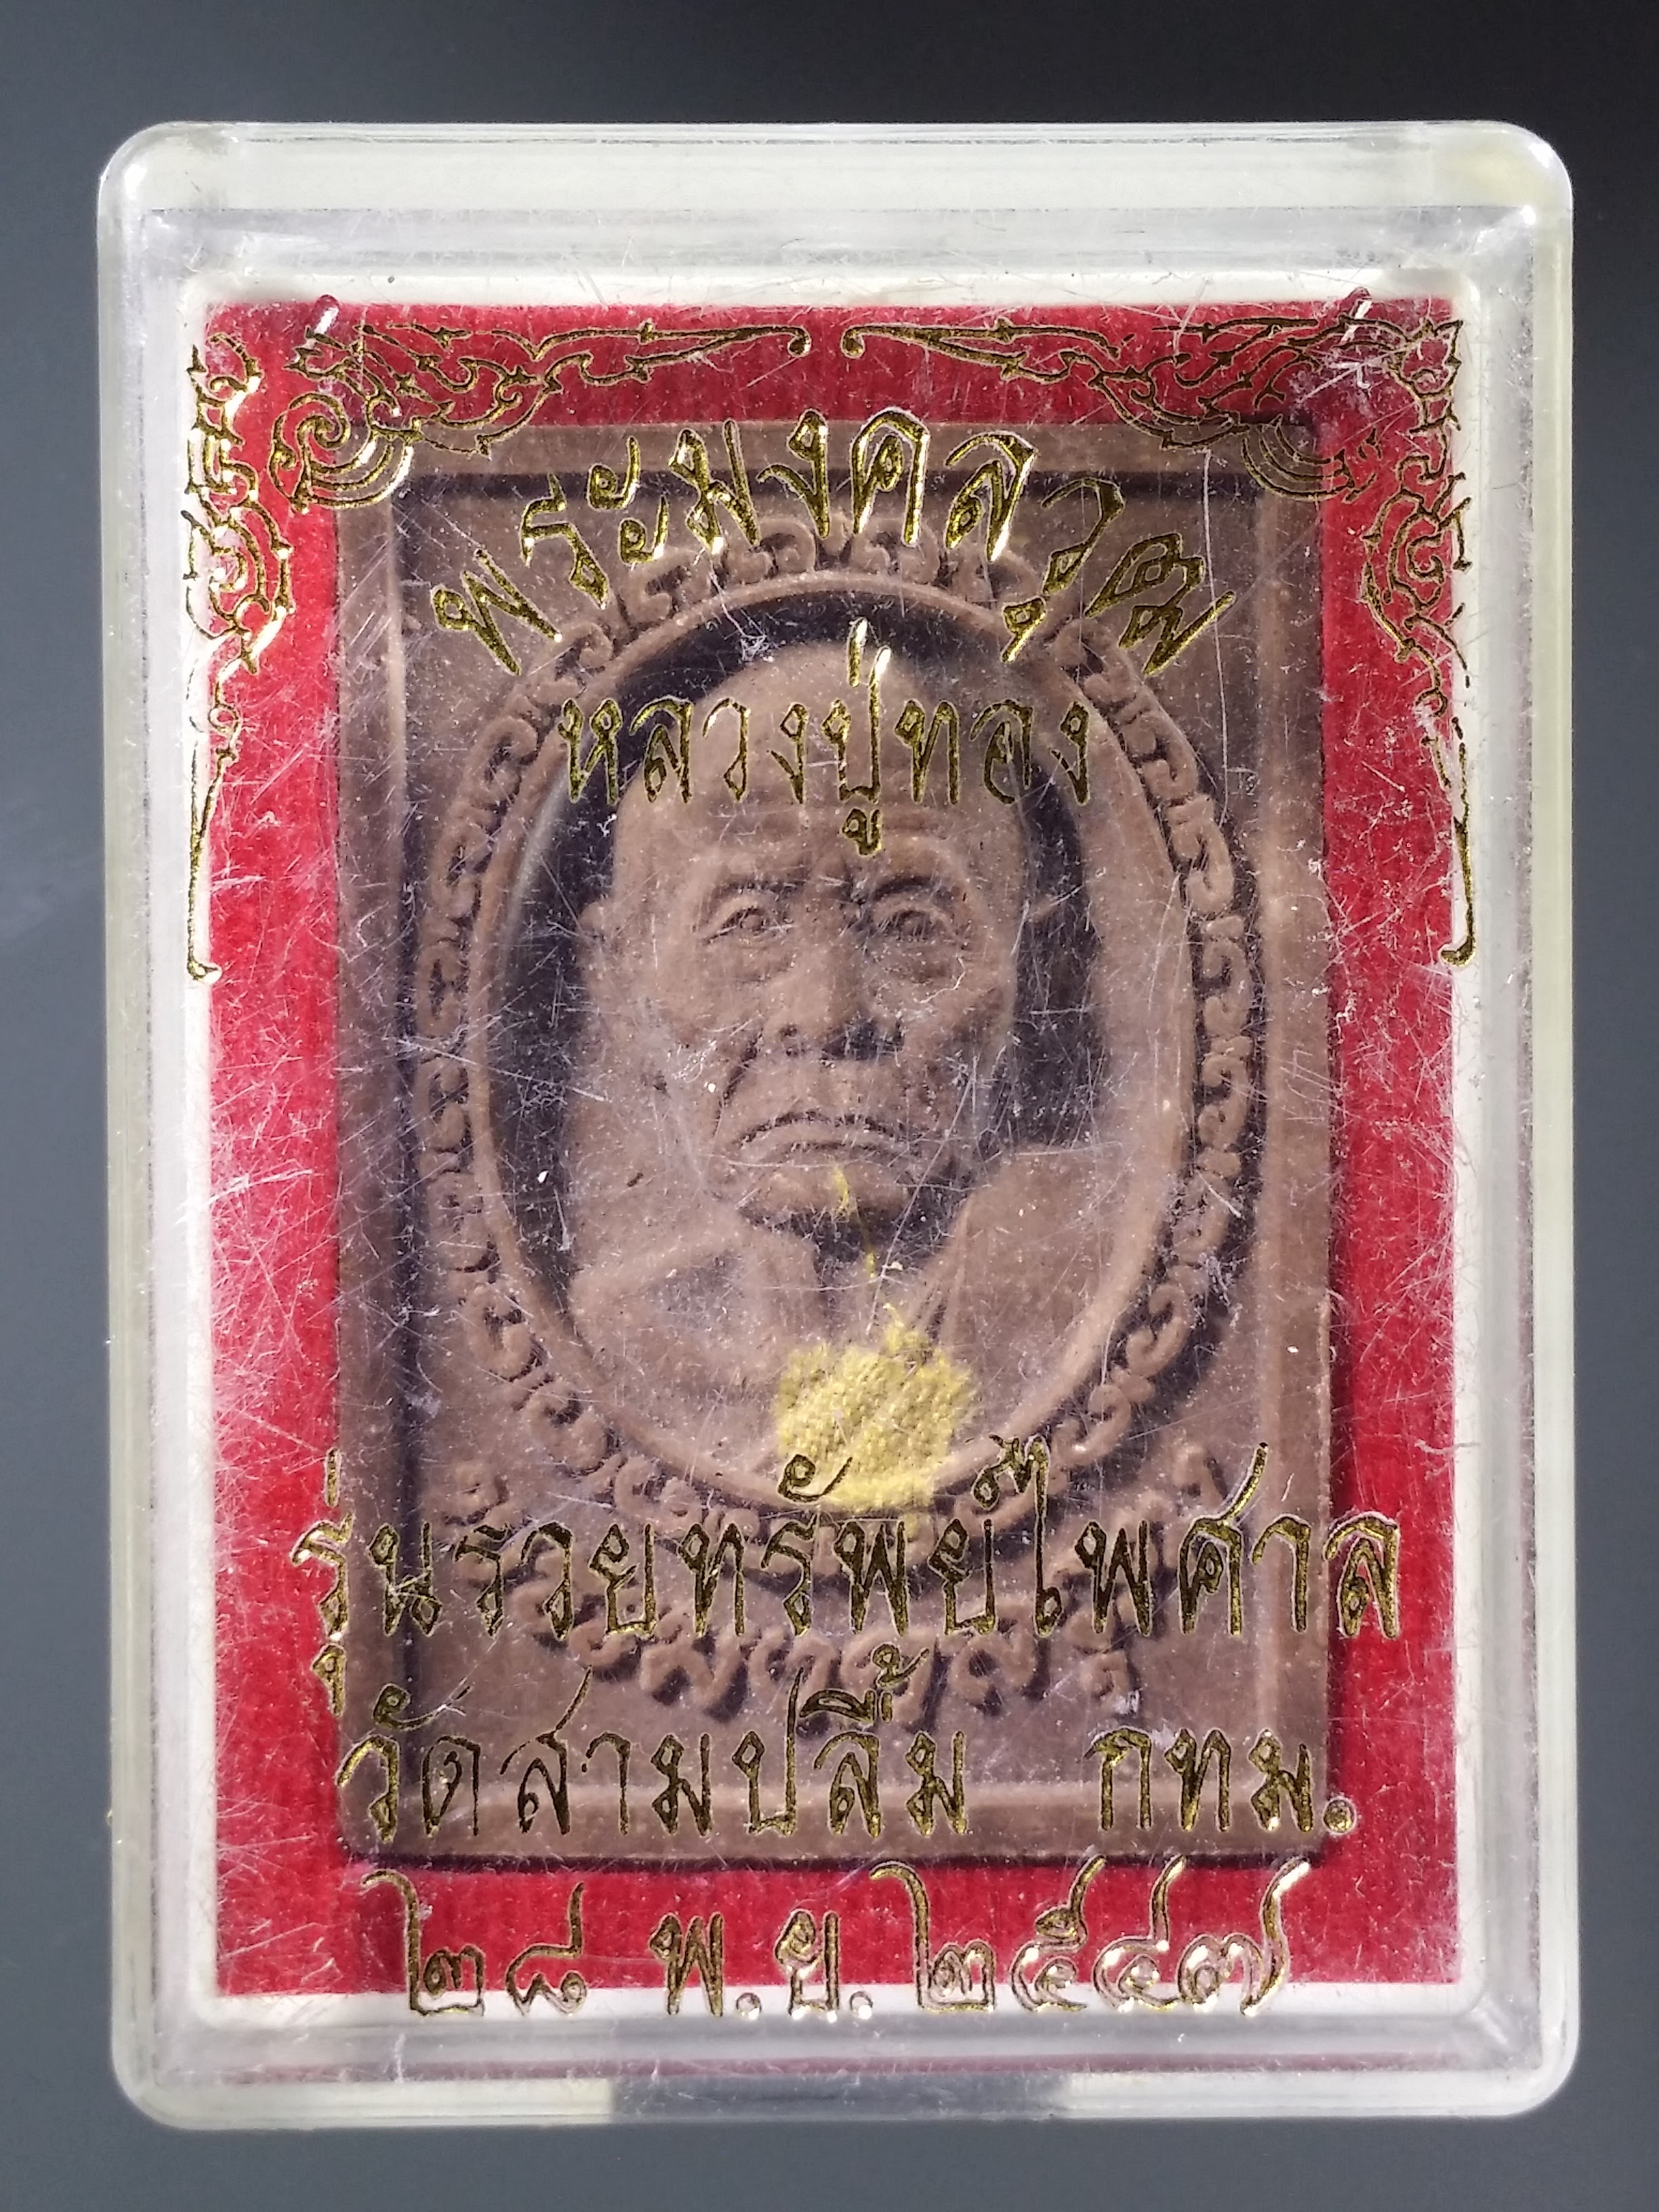 พระมงคลวุฒ
หลวงปู่ทอง
รุ่นรวยทรัพย์ไพศาล
วัดสามปลื้ม กทม.
๒๘ พ.ย. ๒๕๔๗